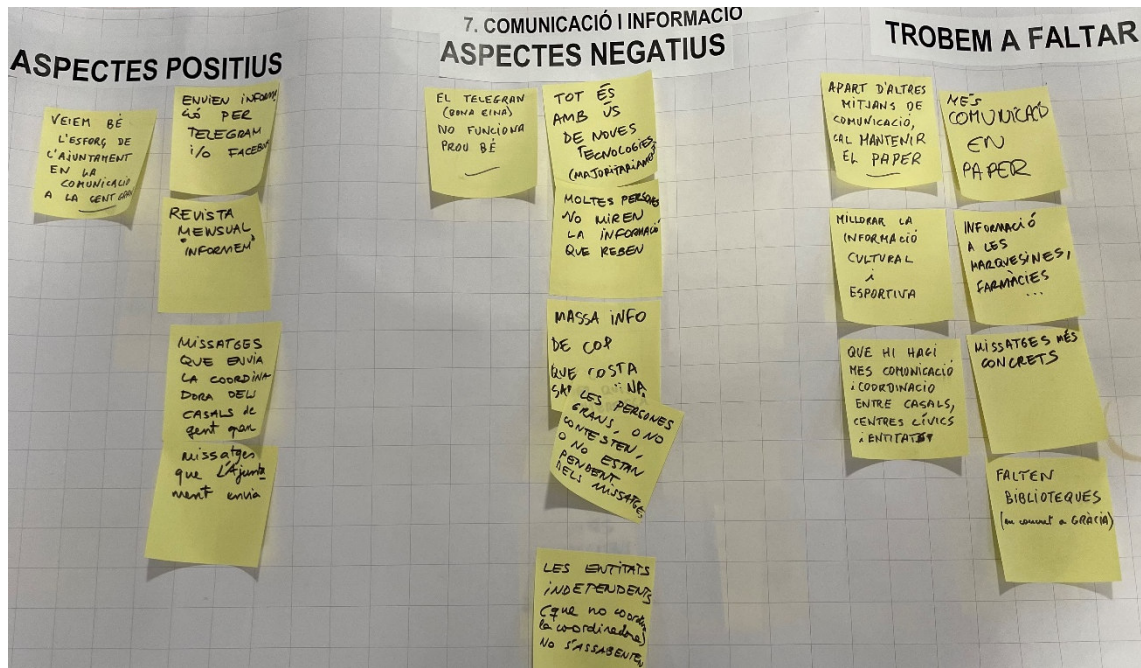 7. COMUNICACIÓ I INFORMACIÓ
ASPECTES POSITIUS
VEIEM BÉ
L'ESFORÇ DE
L'AJUNTAMENT
EN LA
COMUNICACIÓ
A LA GENT GRAN
ENVIEN INFORMA
CIÓ PER
TELEGRAM
i/o FACEBOOK
REVISTA
MENSUAL
"INFORMEM"
MISSATGES
QUE ENVIA
LA COORDINA
DORA DELS
CASALS de
gent gran
missatges
que L'Ajunta
ment envia
ASPECTES NEGATIUS
EL TELEGRAN
(BONA EINA)
NO FUNCIONA
PROU BÉ
TOT ÉS
AMB ÚS
DE NOVES
TECNOLOGIES
(MAJORITARIAMENT)
MOLTES PERSONES
NO MIREN
LA INFORMACIÓ
QUE REBEN
MASSA INFO
DE COP
QUE COSTA
LES PERSONES
GRANS, O NO
CONTESTEN,
O NO ESTAN
PENDENT
DELS MISSATGES
LES ENTITATS
INDEPENDENTS
(que no coordina
la coordinadora)
NO S'ASSABENTEN
TROBEM A FALTAR
APART D'ALTRES
MITJANS DE
COMUNICACIÓ,
CAL MANTENIR
EL PAPER
MÉS
COMUNICACIÓ
EN
PAPER
MILLORAR LA
INFORMACIÓ
CULTURAL
i
ESPORTIVA
INFORMACIÓ
A LES
MARQUESINES,
FARMÀCIES
...
QUE HI HAGI
MES COMUNICACIÓ
i COORDINACIO
ENTRE CASALS,
CENTRES CÍVICS
i ENTITATS
MISSATGES MÉS
CONCRETS
FALTEN
BIBLIOTEQUES
(en concret a GRÀCIA)